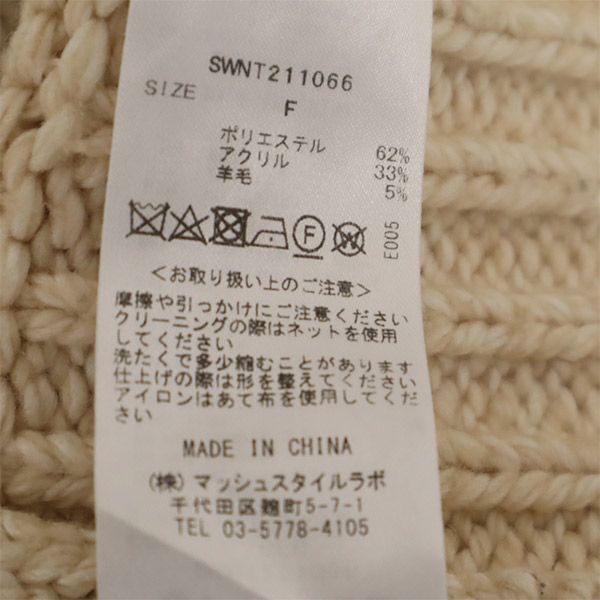 SWNT211066
SIZE
F
ポリエステル 62%
アクリル 33%
羊毛 5%
F W E005
＜お取り扱い上のご注意＞
摩擦や引っかけにご注意ください
クリーニングの際はネットを使用
してください
洗たくで多少縮むことがあります
仕上げの際は形を整えてください
アイロンはあて布を使用してくだ
さい
MADE IN CHINA
(株)マッシュスタイルラボ
千代田区麹町5-7-1
TEL 03-5778-4105